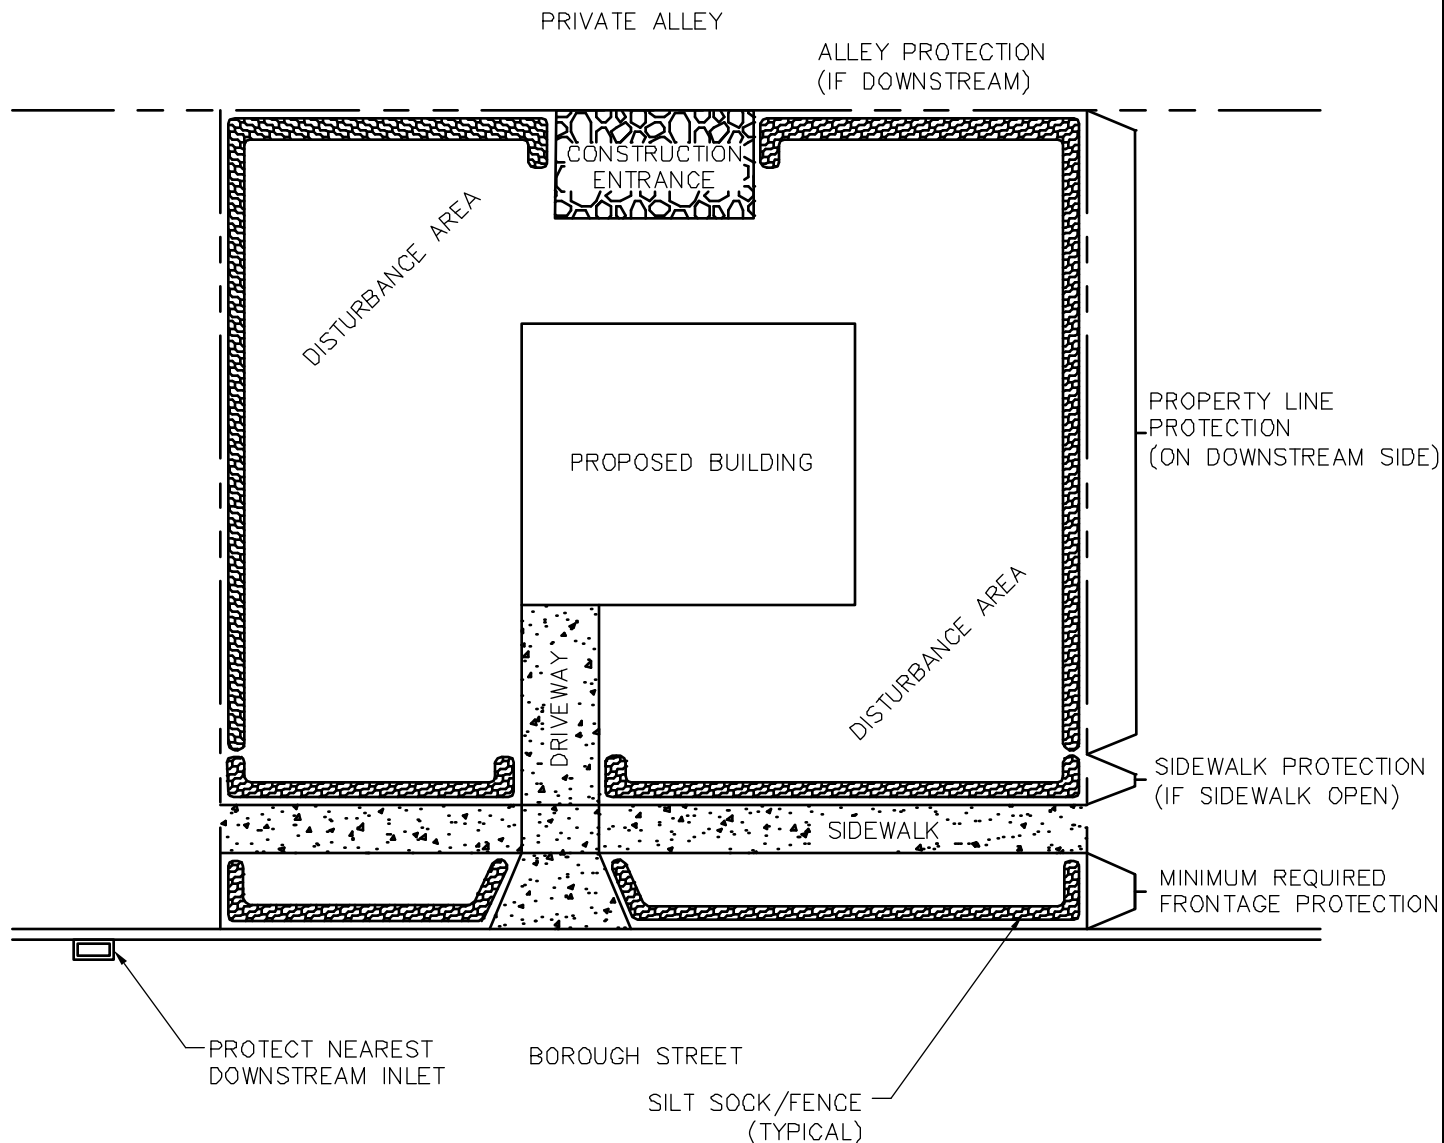 PRIVATE ALLEY
ALLEY PROTECTION
(IF DOWNSTREAM)
CONSTRUCTION
ENTRANCE
DISTURBANCE AREA
PROPERTY LINE
PROTECTION
(ON DOWNSTREAM SIDE)
PROPOSED BUILDING
DISTURBANCE AREA
DRIVEWAY
SIDEWALK PROTECTION
(IF SIDEWALK OPEN)
SIDEWALK
MINIMUM REQUIRED
FRONTAGE PROTECTION
PROTECT NEAREST
DOWNSTREAM INLET
BOROUGH STREET
SILT SOCK/FENCE
(TYPICAL)